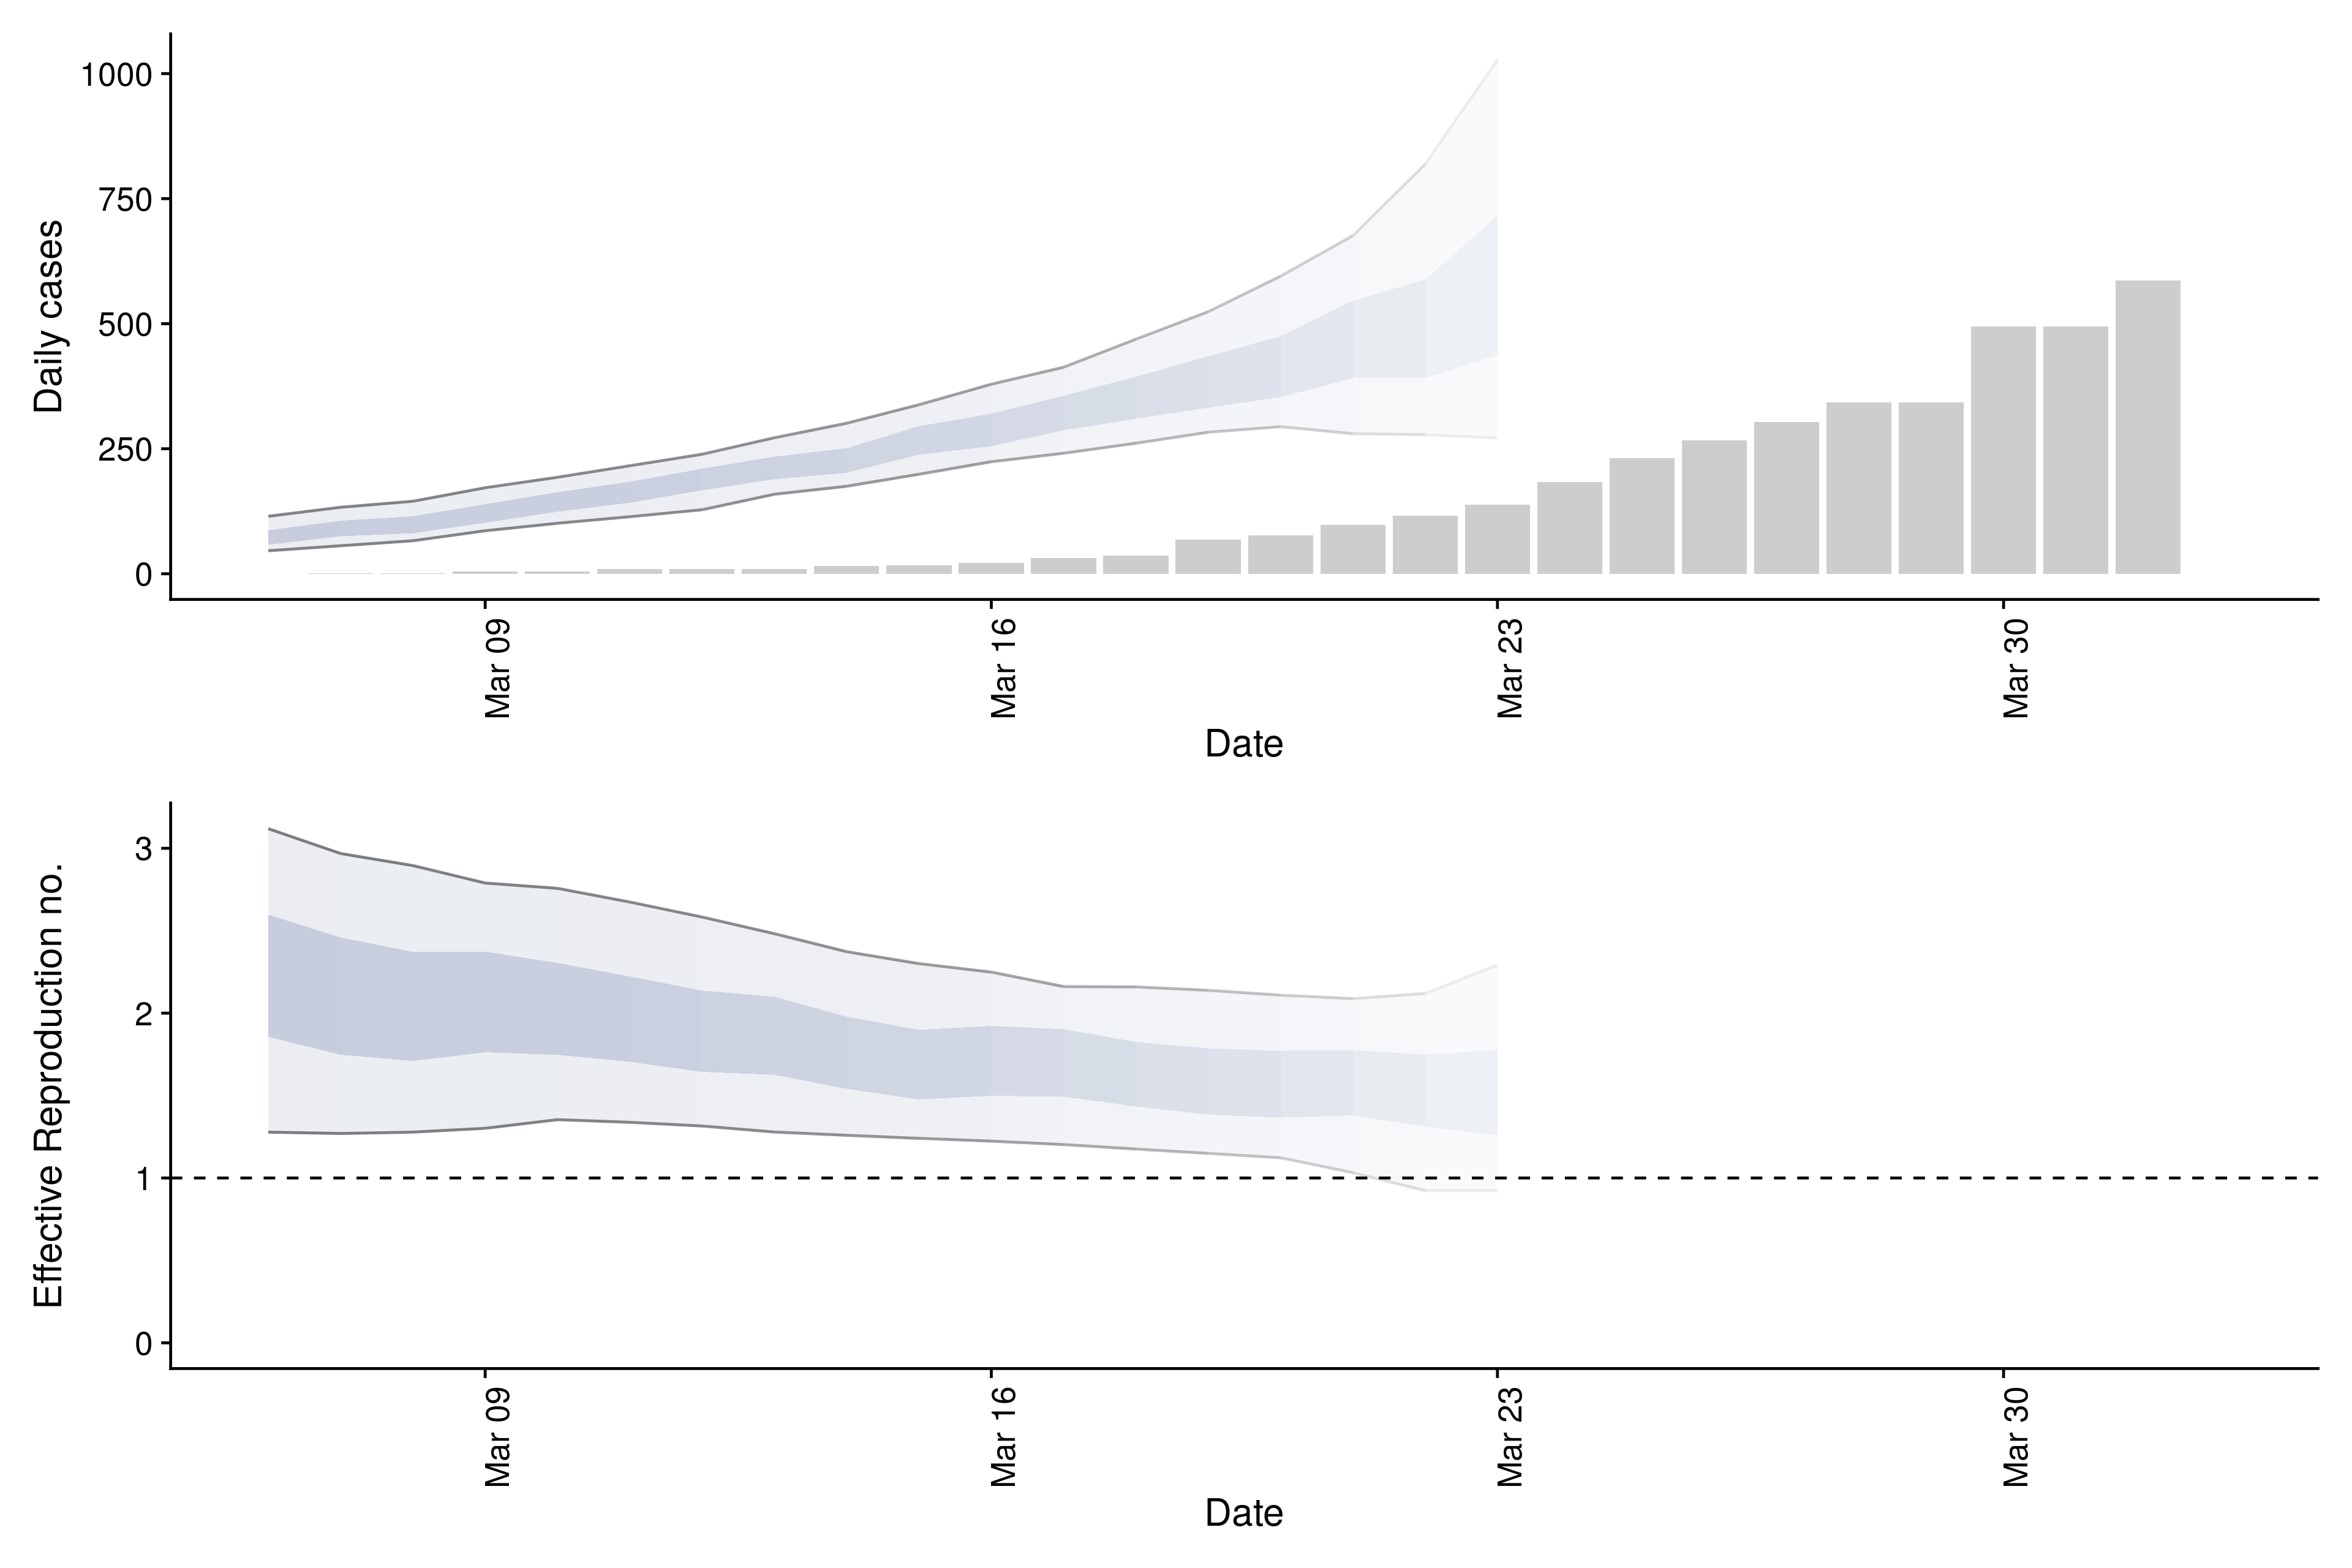 1000
750
500
250
0
Daily cases
Mar 09
Mar 16
Mar 23
Mar 30
Date
3
2
1
0
Effective Reproduction no.
Mar 09
Mar 16
Mar 23
Mar 30
Date